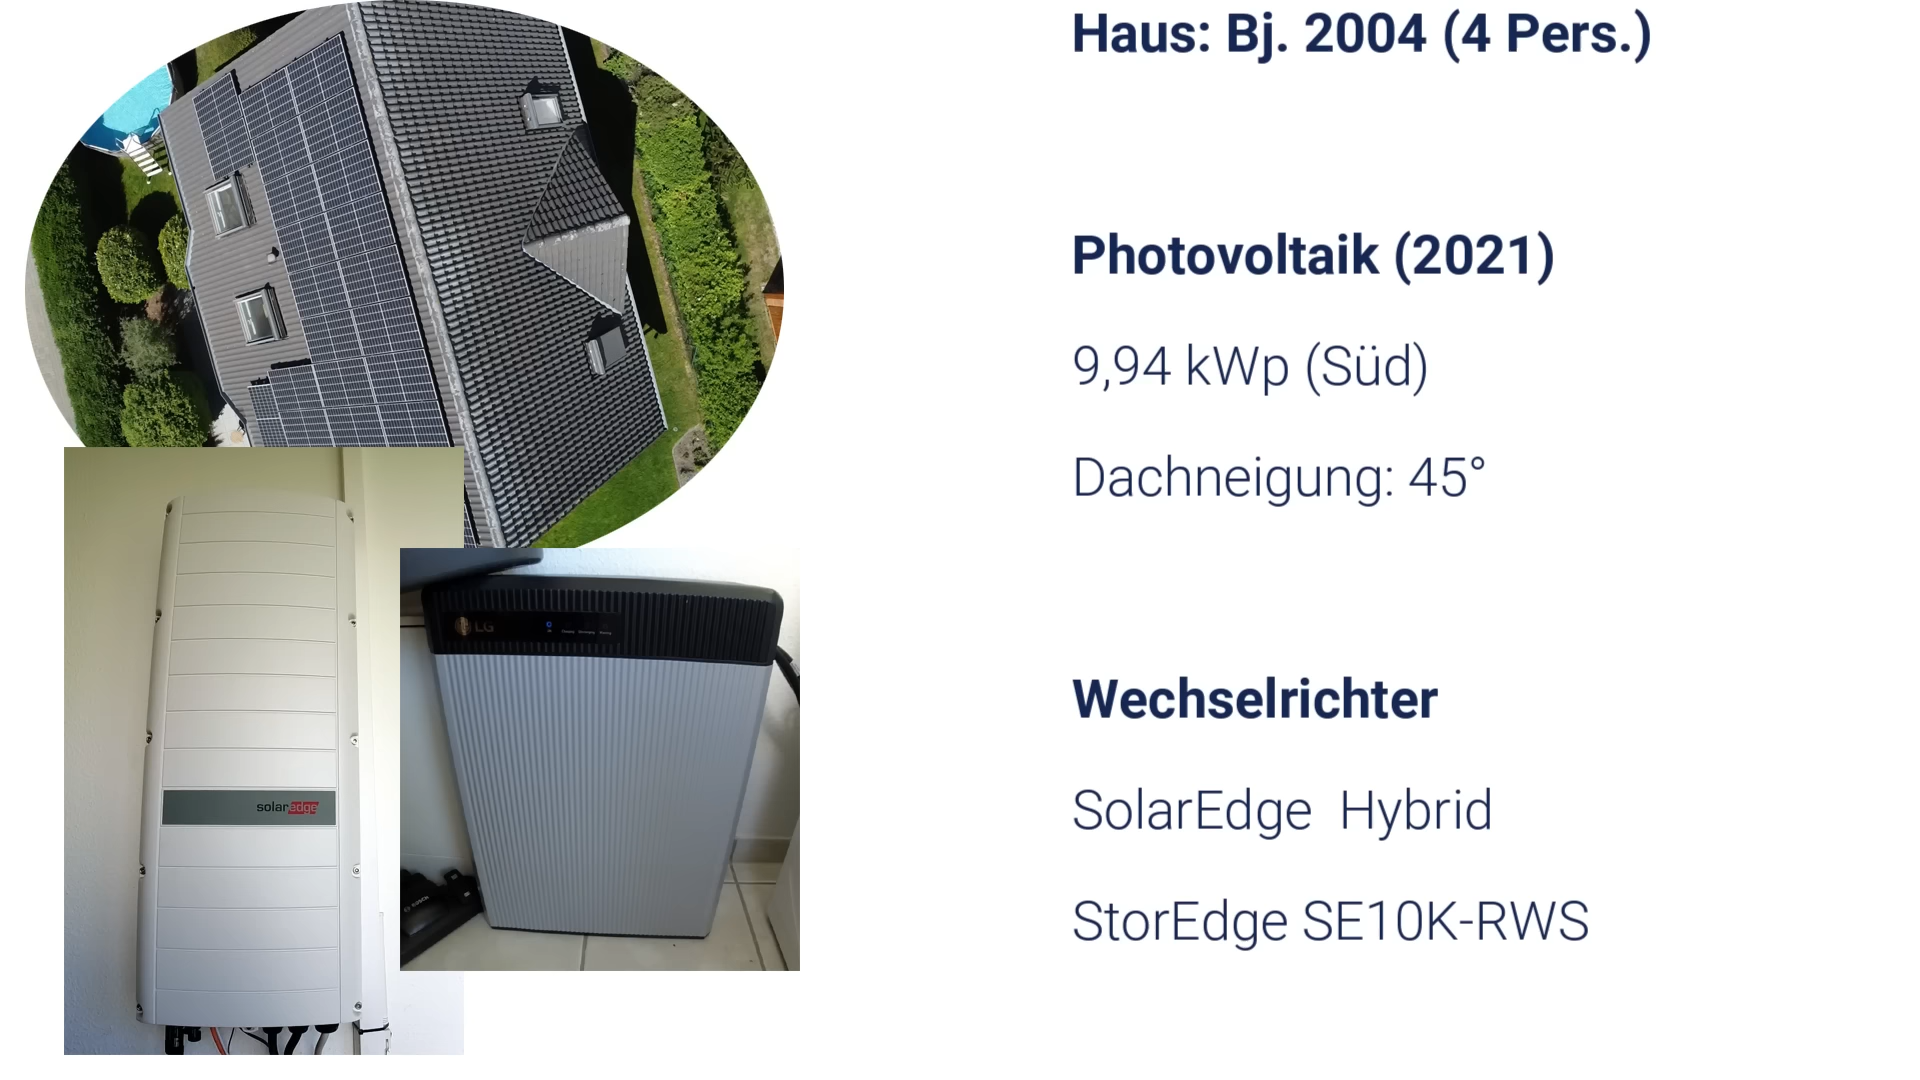 Haus: Bj. 2004 (4 Pers.)
Photovoltaik (2021)
9,94 kWp (Süd)
Dachneigung: 45°
Wechselrichter
SolarEdge Hybrid
StorEdge SE10K-RWS
solaredge
LG
BOSCH